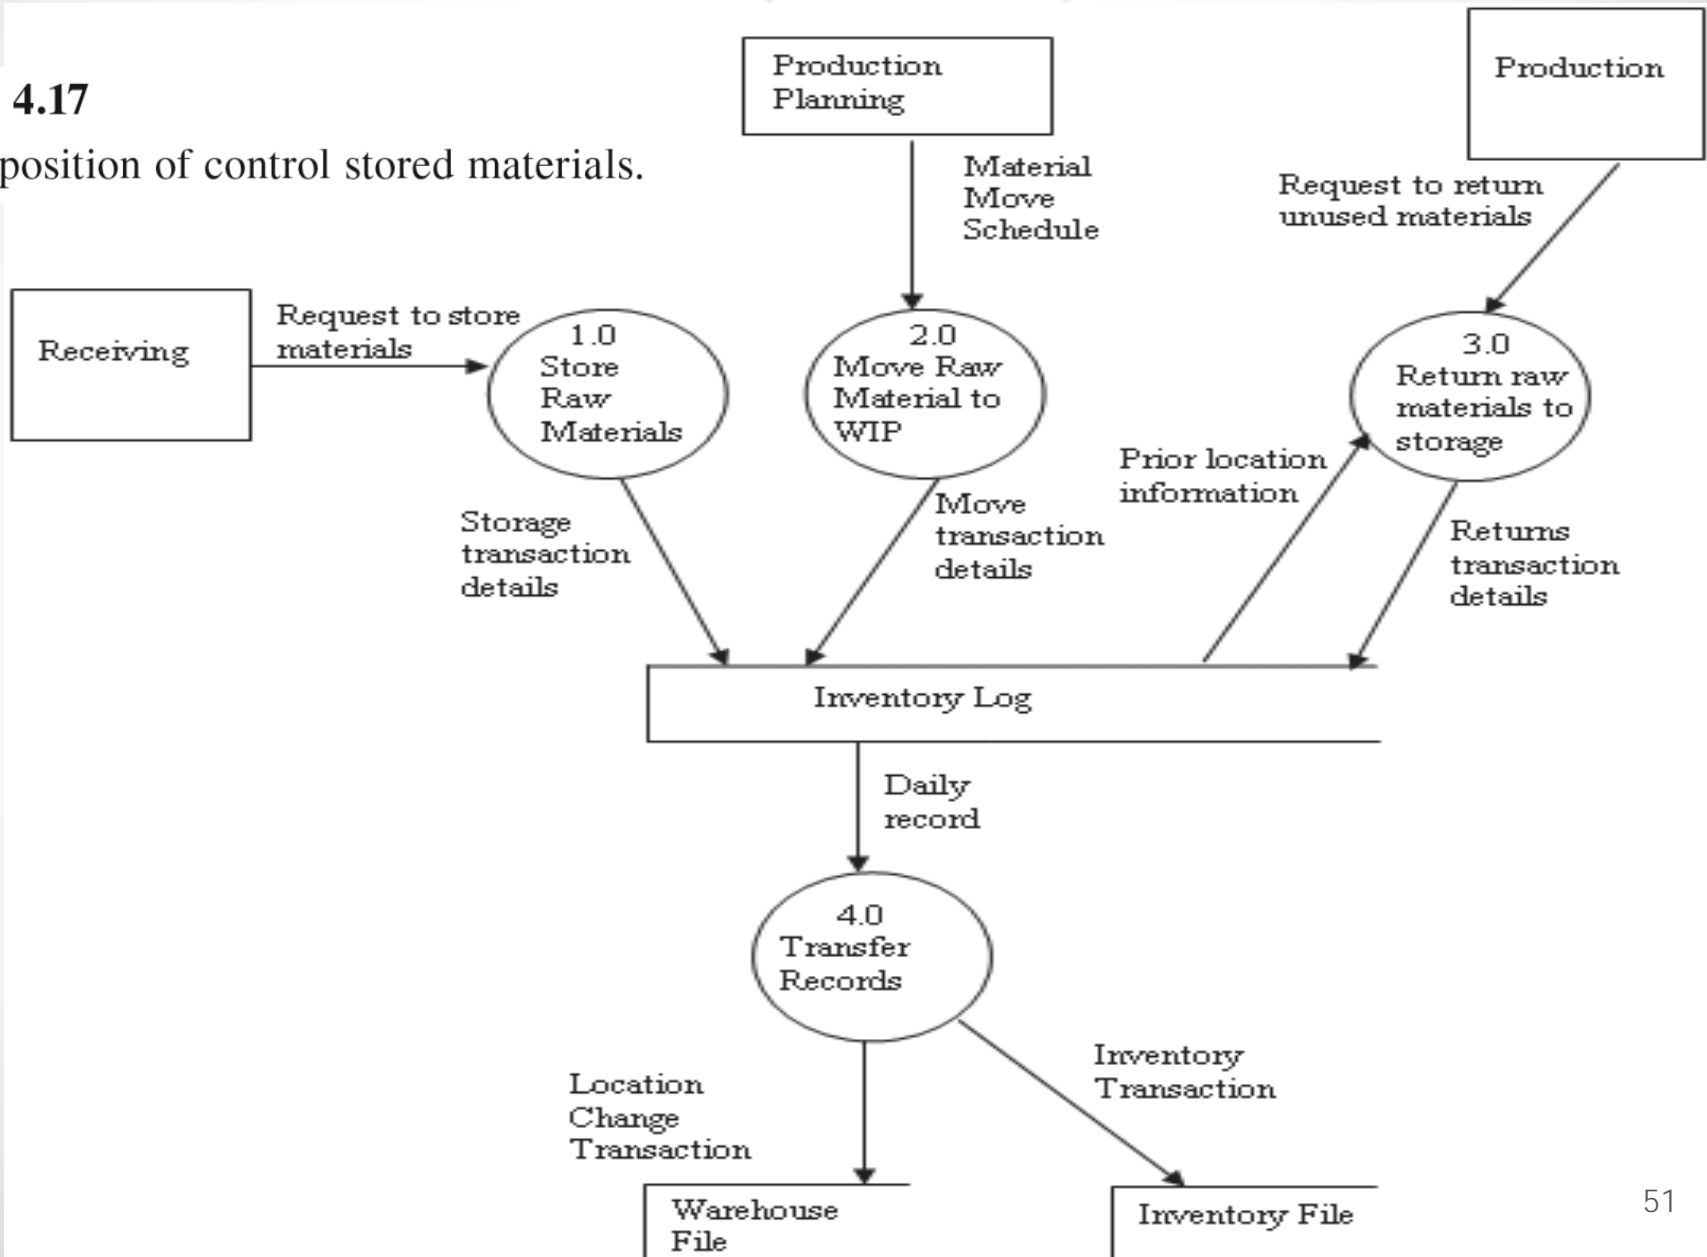 4.17
position of control stored materials.
Production
Planning
Production
Material
Move
Schedule
Request to return
unused materials
Receiving
Request to store
materials
1.0
Store
Raw
Materials
2.0
Move Raw
Material to
WIP
3.0
Return raw
materials to
storage
Prior location
information
Storage
transaction
details
Move
transaction
details
Returns
transaction
details
Inventory Log
Daily
record
4.0
Transfer
Records
Location
Change
Transaction
Inventory
Transaction
Warehouse
File
Inventory File
51